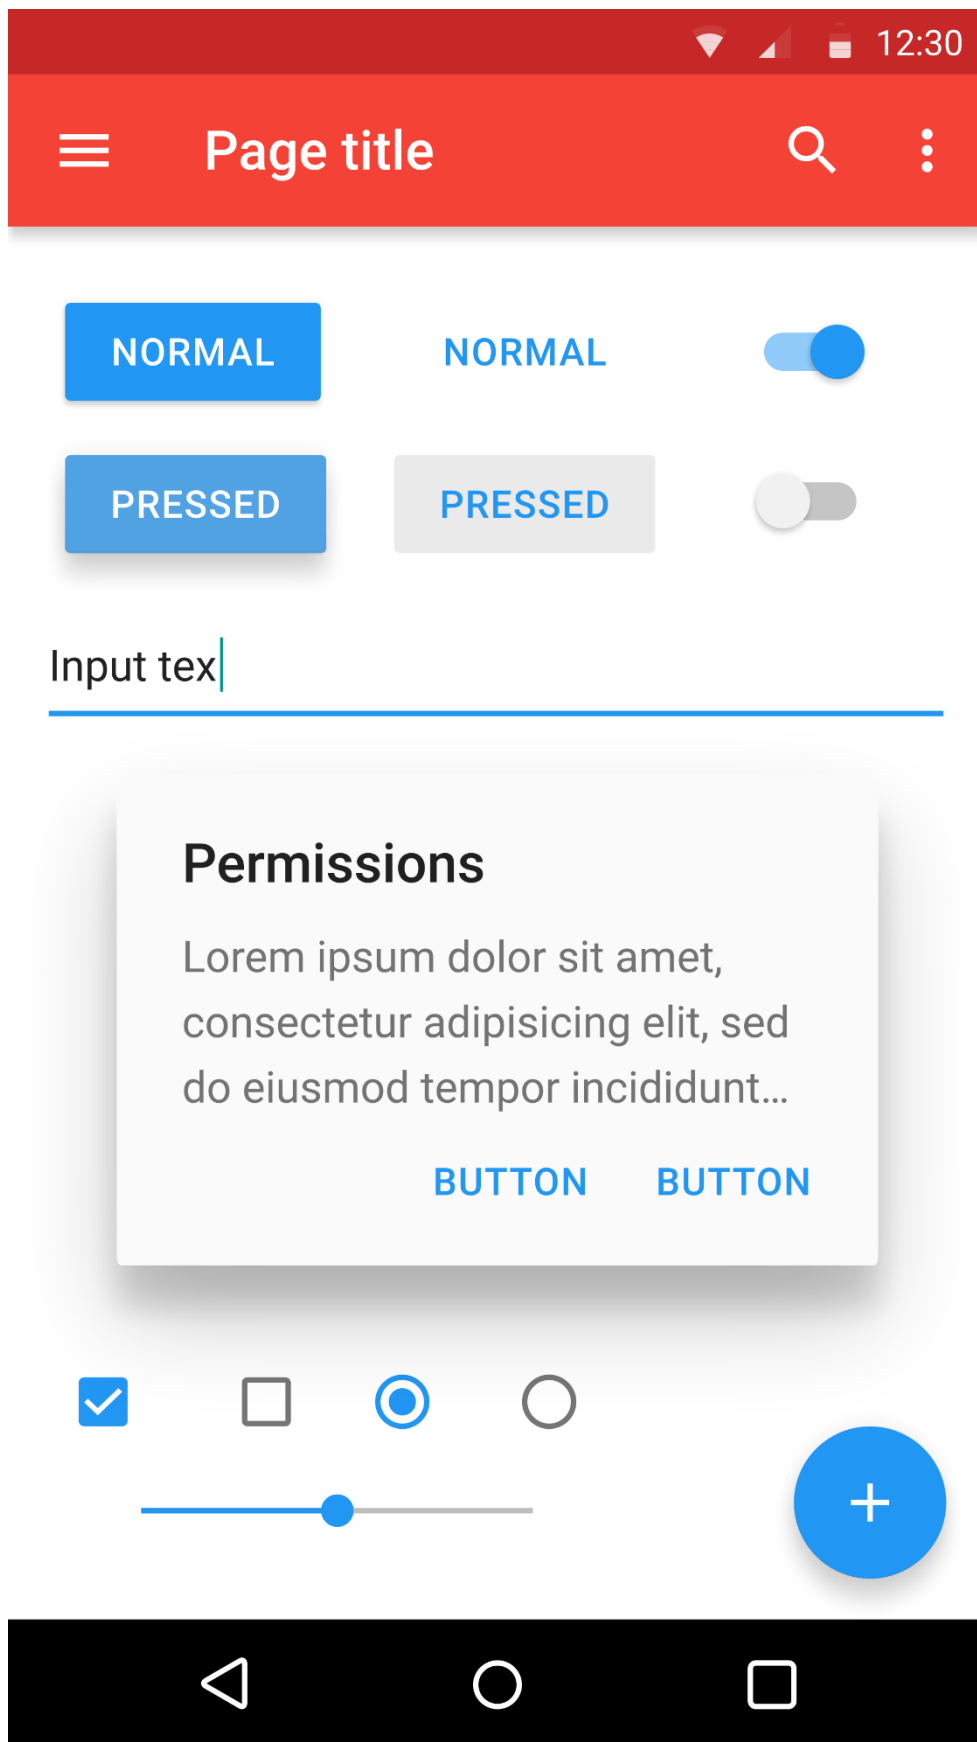 12:30
Page title
NORMAL NORMAL
PRESSED PRESSED
Input tex
Permissions
Lorem ipsum dolor sit amet,
consectetur adipisicing elit, sed
do eiusmod tempor incididunt...
BUTTON BUTTON